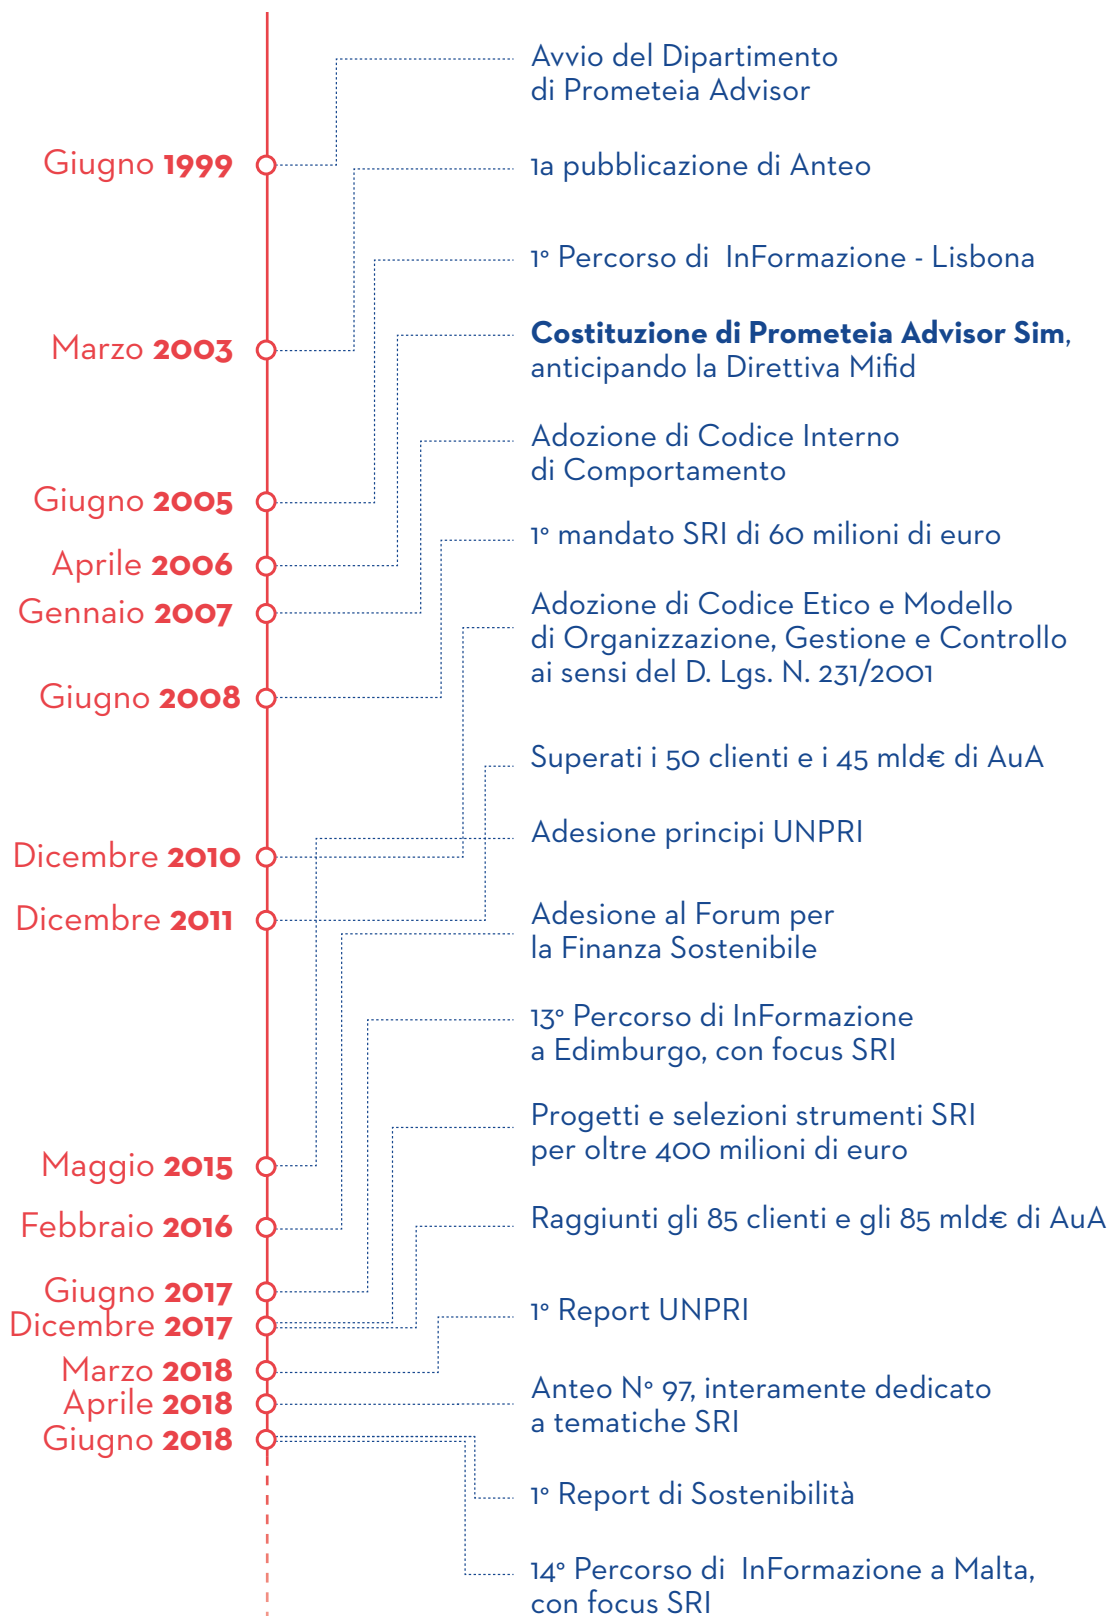 Giugno 1999
Avvio del Dipartimento
di Prometeia Advisor
Marzo 2003
1a pubblicazione di Anteo
Giugno 2005
1° Percorso di InFormazione - Lisbona
Aprile 2006
Costituzione di Prometeia Advisor Sim,
anticipando la Direttiva Mifid
Gennaio 2007
Adozione di Codice Interno
di Comportamento
Giugno 2008
1° mandato SRI di 60 milioni di euro
Dicembre 2010
Adozione di Codice Etico e Modello
di Organizzazione, Gestione e Controllo
ai sensi del D. Lgs. N. 231/2001
Dicembre 2011
Superati i 50 clienti e i 45 mld€ di AuA
Maggio 2015
Adesione principi UNPRI
Febbraio 2016
Adesione al Forum per
la Finanza Sostenibile
Giugno 2017
13° Percorso di InFormazione
a Edimburgo, con focus SRI
Dicembre 2017
Progetti e selezioni strumenti SRI
per oltre 400 milioni di euro
Raggiunti gli 85 clienti e gli 85 mld€ di AuA
Marzo 2018
1° Report UNPRI
Aprile 2018
Anteo N° 97, interamente dedicato
a tematiche SRI
Giugno 2018
1° Report di Sostenibilità
14° Percorso di InFormazione a Malta,
con focus SRI